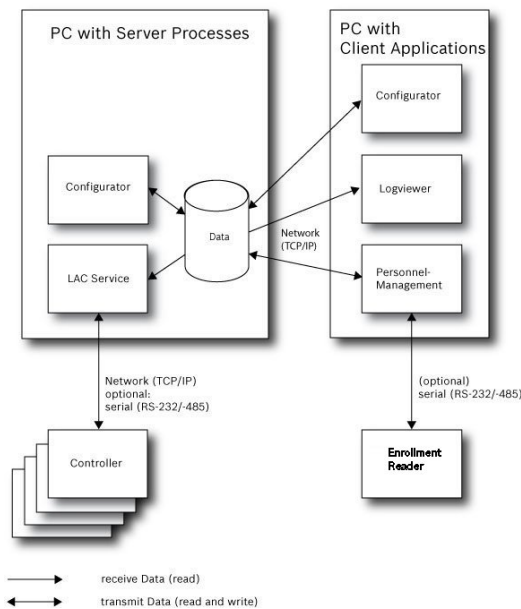 PC with Server Processes
PC with
Client Applications
Configurator
Configurator
Logviewer
Data
Network
(TCP/IP)
LAC Service
Personnel-
Management
Network (TCP/IP)
optional:
serial (RS-232/-485)
(optional)
serial (RS-232/-485)
Controller
Enrollment
Reader
receive Data (read)
transmit Data (read and write)